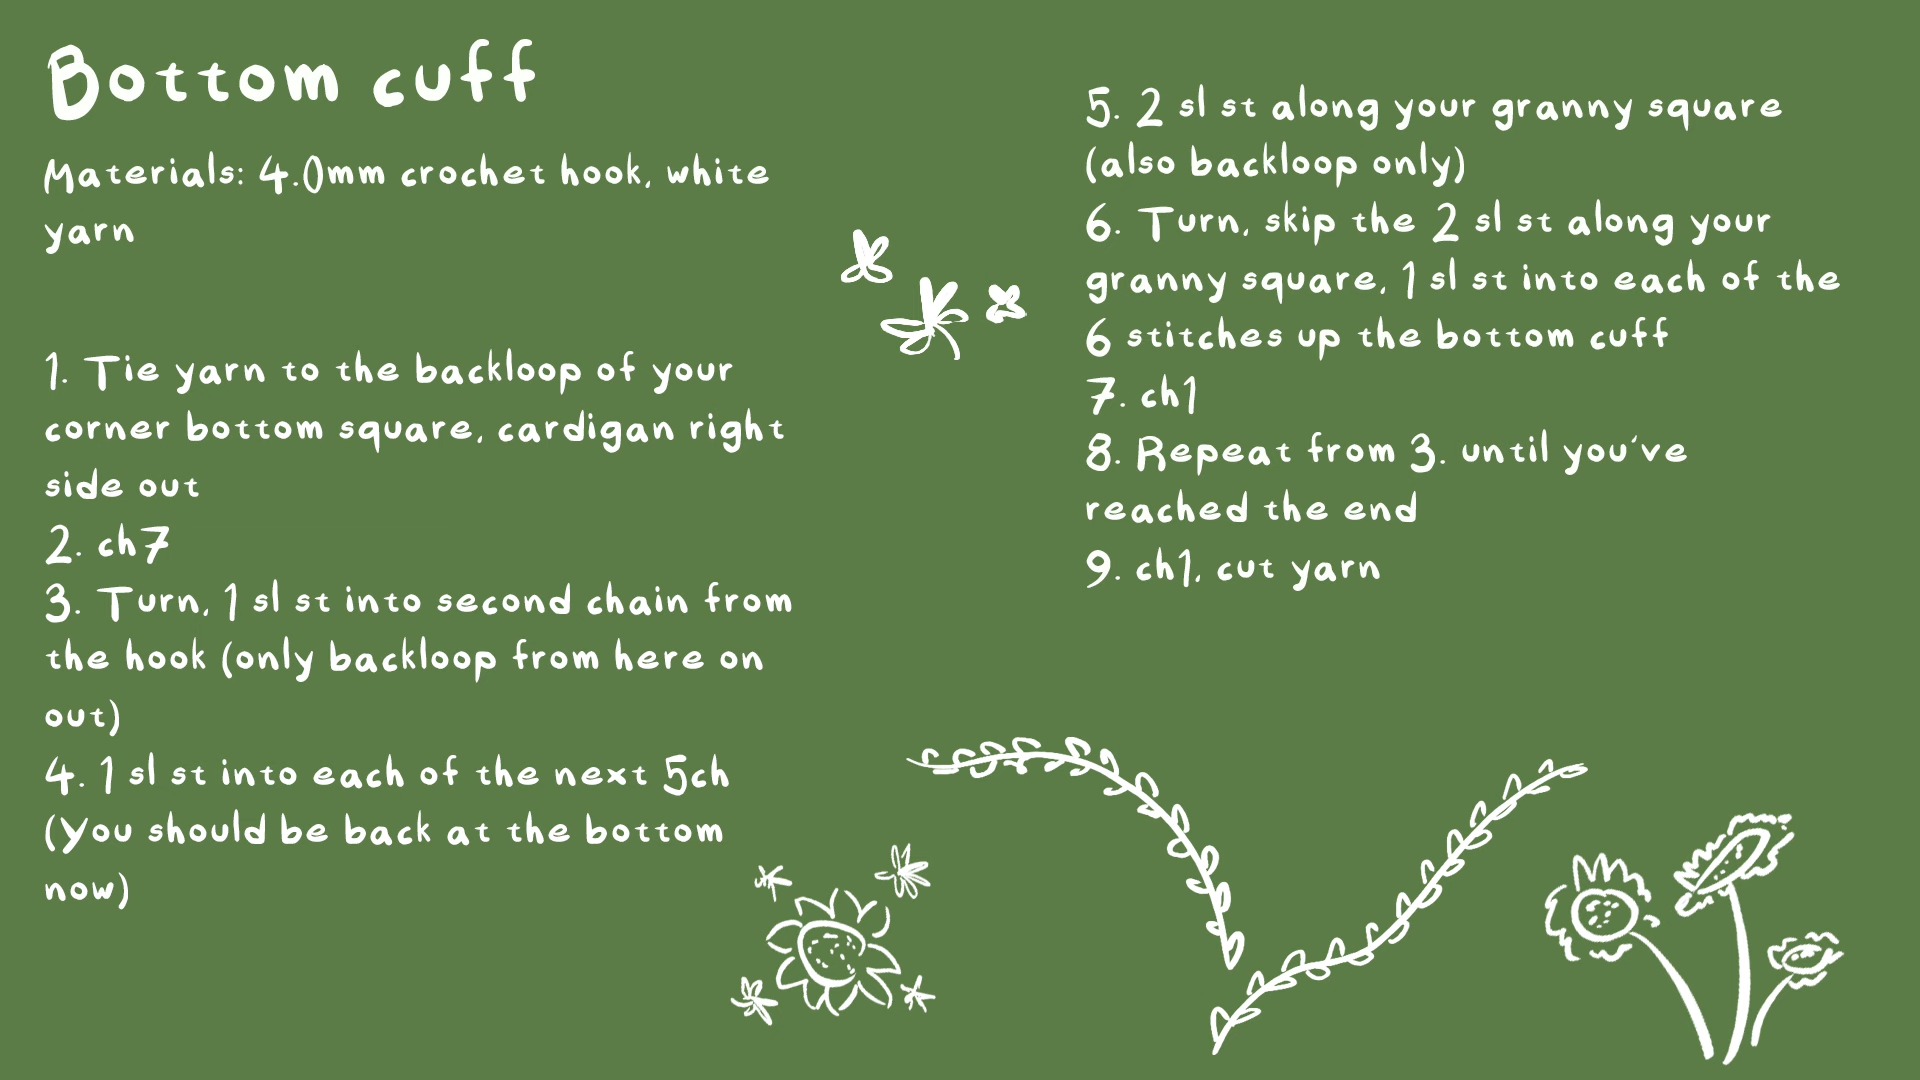 Bottom cuff
Materials: 4.0mm crochet hook, white
yarn
1. Tie yarn to the backloop of your
corner bottom square, cardigan right
side out
2. ch7
3. Turn, 1 sl st into second chain from
the hook (only backloop from here on
out)
4. 1 sl st into each of the next 5ch
(You should be back at the bottom
now)
5. 2 sl st along your granny square
(also backloop only)
6. Turn, skip the 2 sl st along your
granny square, 1 sl st into each of the
6 stitches up the bottom cuff
7. ch1
8. Repeat from 3. until you've
reached the end
9. ch1, cut yarn